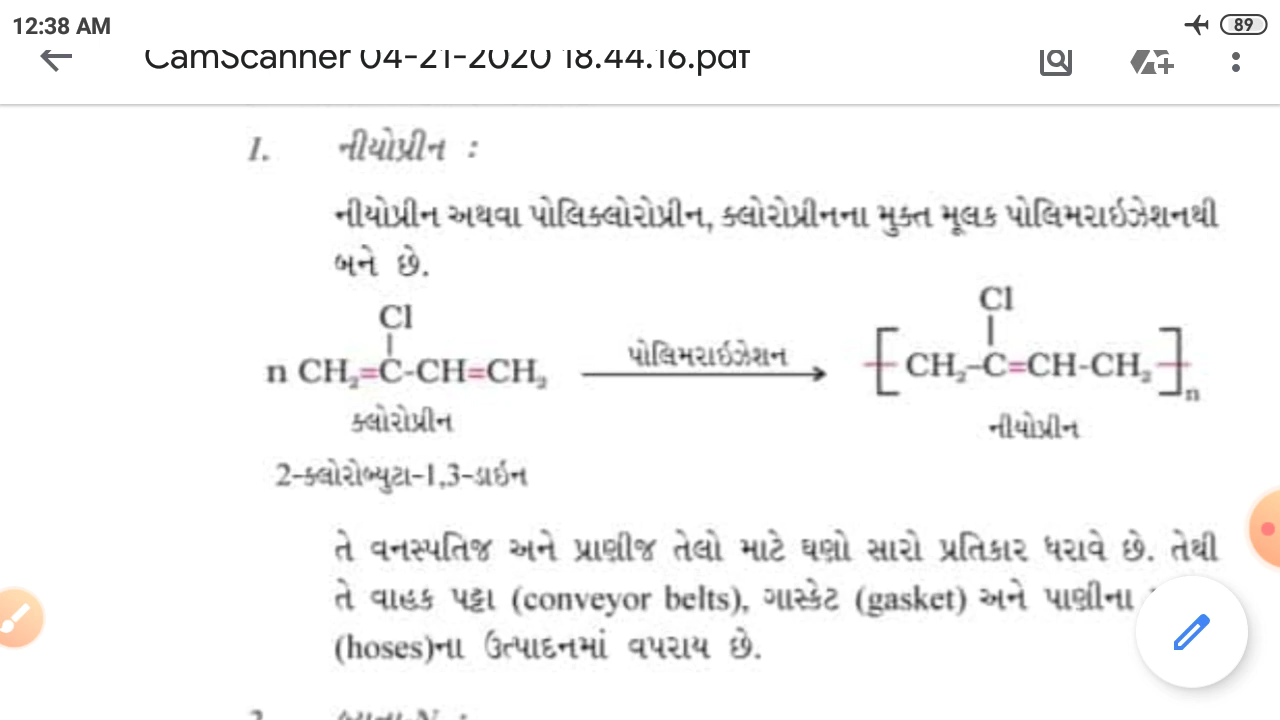 12:38 AM
89
CamScanner 04-21-2020 18.44.16.pdf
1. નીયોપ્રીન :
નીયોપ્રીન અથવા પોલિક્લોરોપ્રીન, ક્લોરોપ્રીનના મુક્ત મૂલક પોલિમરાઇઝેશનથી
બને છે.
Cl
Cl
n CH₂=C-CH=CH₂ પોલિમરાઇઝેશન [CH₂-C=CH-CH₂]n
ક્લોરોપ્રીન
નીયોપ્રીન
2-ક્લોરોબ્યુટા-1,3-ડાઇન
તે વનસ્પતિજ અને પ્રાણીજ તેલો માટે ઘણો સારો પ્રતિકાર ધરાવે છે. તેથી
તે વાહક પટ્ટા (conveyor belts), ગાસ્કેટ (gasket) અને પાણીના
(hoses)ના ઉત્પાદનમાં વપરાય છે.